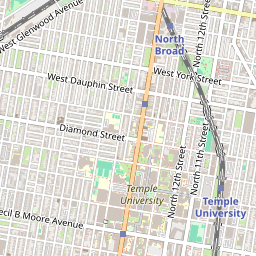 West Glenwood Avenue
North
Broad
North 12th Street
West York Street
West Dauphin Street
Diamond Street
North 12th Street
North 11th Street
Temple
University
Temple
University
ecil B.Moore Avenue